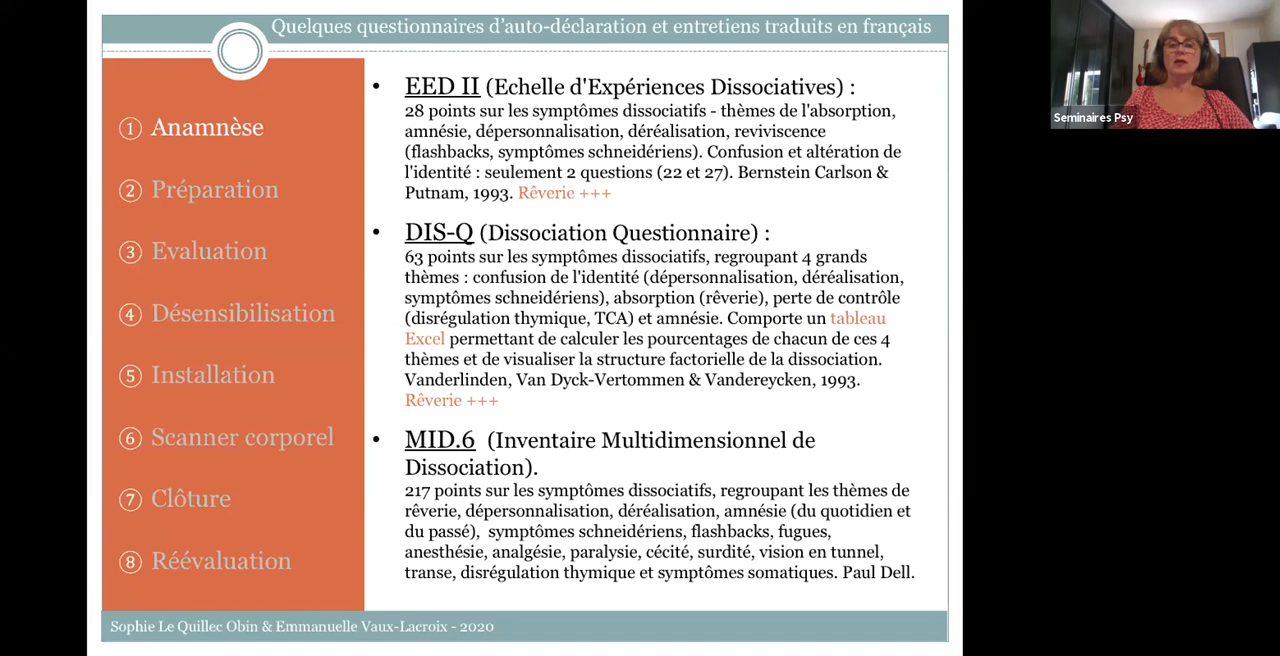 Quelques questionnaires d'auto-déclaration et entretiens traduits en français
① Anamnèse
② Préparation
③ Evaluation
④ Désensibilisation
⑤ Installation
⑥ Scanner corporel
⑦ Clôture
⑧ Réévaluation
• EED II (Echelle d'Expériences Dissociatives) :
28 points sur les symptômes dissociatifs - thèmes de l'absorption,
amnésie, dépersonnalisation, déréalisation, reviviscence
(flashbacks, symptômes schneidériens). Confusion et altération de
l'identité : seulement 2 questions (22 et 27). Bernstein Carlson &
Putnam, 1993. Rêverie +++
• DIS-Q (Dissociation Questionnaire) :
63 points sur les symptômes dissociatifs, regroupant 4 grands
thèmes : confusion de l'identité (dépersonnalisation, déréalisation,
symptômes schneidériens), absorption (rêverie), perte de contrôle
(disrégulation thymique, TCA) et amnésie. Comporte un tableau
Excel permettant de calculer les pourcentages de chacun de ces 4
thèmes et de visualiser la structure factorielle de la dissociation.
Vanderlinden, Van Dyck-Vertommen & Vandereycken, 1993.
Rêverie +++
• MID.6 (Inventaire Multidimensionnel de
Dissociation).
217 points sur les symptômes dissociatifs, regroupant les thèmes de
rêverie, dépersonnalisation, déréalisation, amnésie (du quotidien et
du passé), symptômes schneidériens, flashbacks, fugues,
anesthésie, analgésie, paralysie, cécité, surdité, vision en tunnel,
transe, disrégulation thymique et symptômes somatiques. Paul Dell.
Sophie Le Quillec Obin & Emmanuelle Vaux-Lacroix - 2020
Seminaires Psy